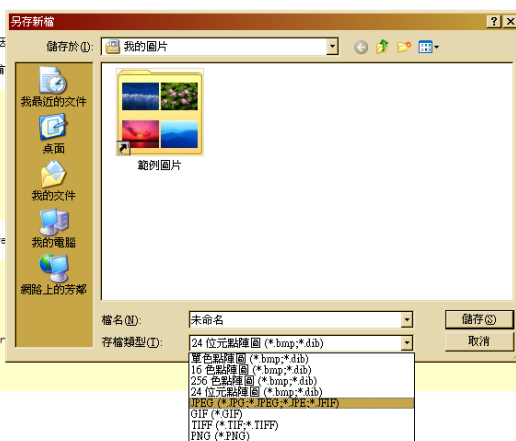 另存新檔
儲存於(I):
我的圖片
我最近的文件
桌面
我的文件
我的電腦
網路上的芳鄰
範例圖片
檔名(N):
未命名
儲存(S)
存檔類型(T):
24 位元點陣圖 (*.bmp;*.dib)
取消
單色點陣圖 (*.bmp;*.dib)
16 色點陣圖 (*.bmp;*.dib)
256 色點陣圖 (*.bmp;*.dib)
24 位元點陣圖 (*.bmp;*.dib)
JPEG (*.JPG;*.JPEG;*.JPE;*.JFIF)
GIF (*.GIF)
TIFF (*.TIF;*.TIFF)
PNG (*.PNG)